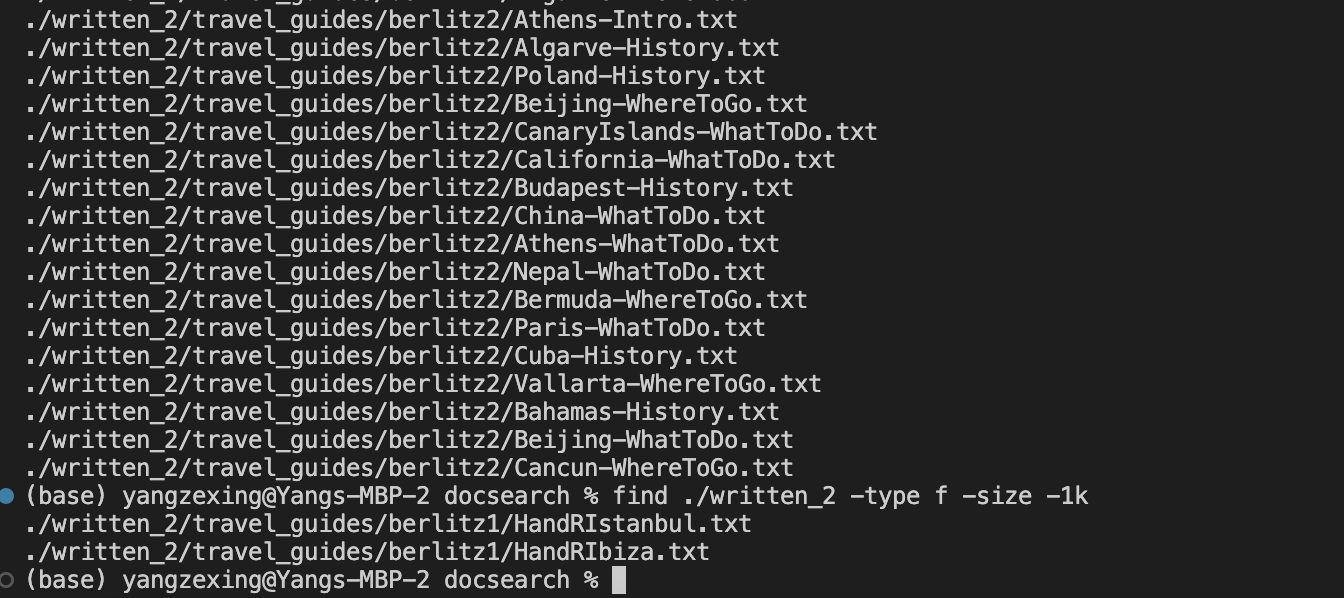 ./written_2/travel_guides/berlitz2/Athens-Intro.txt
./written_2/travel_guides/berlitz2/Algarve-History.txt
./written_2/travel_guides/berlitz2/Poland-History.txt
./written_2/travel_guides/berlitz2/Beijing-WhereToGo.txt
./written_2/travel_guides/berlitz2/CanaryIslands-WhatToDo.txt
./written_2/travel_guides/berlitz2/California-WhatToDo.txt
./written_2/travel_guides/berlitz2/Budapest-History.txt
./written_2/travel_guides/berlitz2/China-WhatToDo.txt
./written_2/travel_guides/berlitz2/Athens-WhatToDo.txt
./written_2/travel_guides/berlitz2/Nepal-WhatToDo.txt
./written_2/travel_guides/berlitz2/Bermuda-WhereToGo.txt
./written_2/travel_guides/berlitz2/Paris-WhatToDo.txt
./written_2/travel_guides/berlitz2/Cuba-History.txt
./written_2/travel_guides/berlitz2/Vallarta-WhereToGo.txt
./written_2/travel_guides/berlitz2/Bahamas-History.txt
./written_2/travel_guides/berlitz2/Beijing-WhatToDo.txt
./written_2/travel_guides/berlitz2/Cancun-WhereToGo.txt
(base) yangzexing@Yangs-MBP-2 docsearch % find ./written_2 -type f -size -1k
./written_2/travel_guides/berlitz1/HandRIstanbul.txt
./written_2/travel_guides/berlitz1/HandRIbiza.txt
(base) yangzexing@Yangs-MBP-2 docsearch %